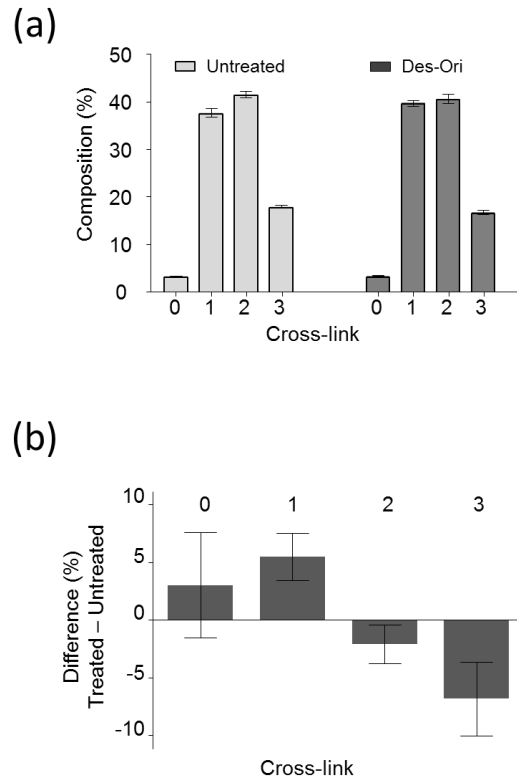 (a)
Untreated
Des-Ori
Composition (%)
50
40
30
20
10
0
0 1 2 3 0 1 2 3
Cross-link
(b)
Difference (%)
Treated – Untreated
10
5
0
-5
-10
0 1 2 3
Cross-link